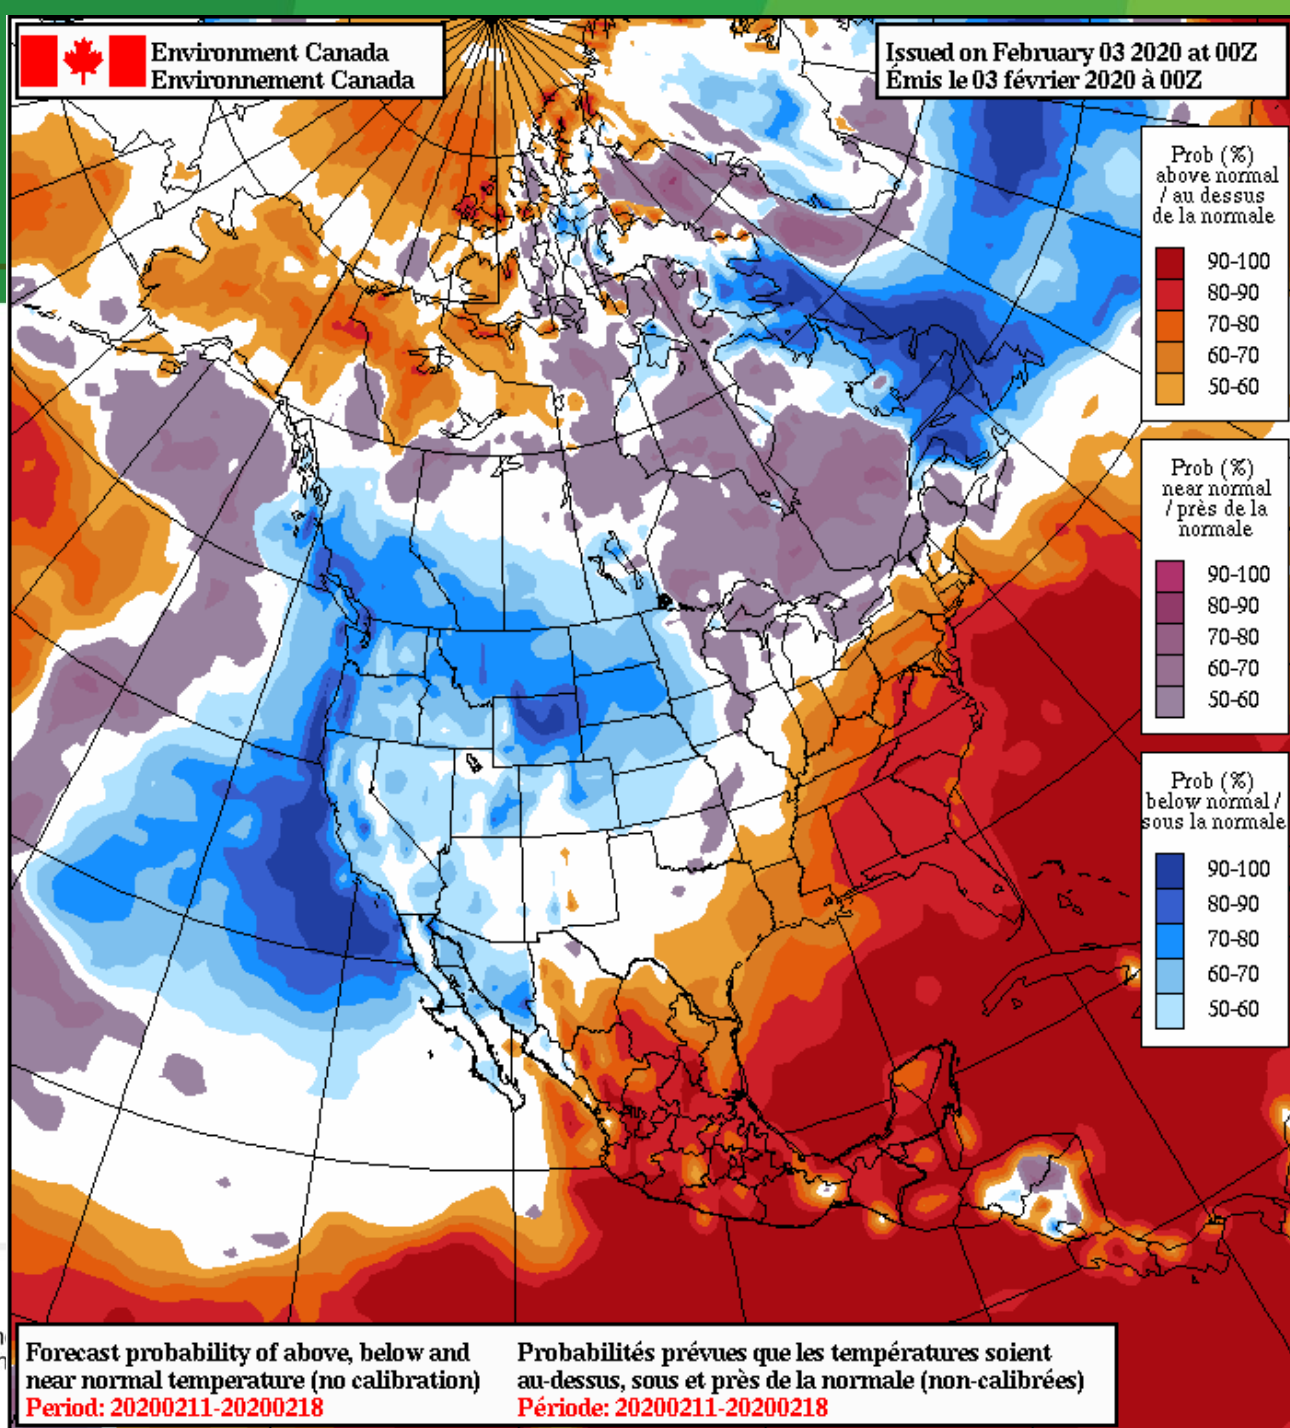 Environment Canada
Environnement Canada
Issued on February 03 2020 at 00Z
Émis le 03 février 2020 à 00Z
Prob (%)
above normal
/ au dessus
de la normale
90-100
80-90
70-80
60-70
50-60
Prob (%)
near normal
/ près de la
normale
90-100
80-90
70-80
60-70
50-60
Prob (%)
below normal /
sous la normale
90-100
80-90
70-80
60-70
50-60
Forecast probability of above, below and
near normal temperature (no calibration)
Period: 20200211-20200218
Probabilités prévues que les températures soient
au-dessus, sous et près de la normale (non-calibrées)
Période: 20200211-20200218